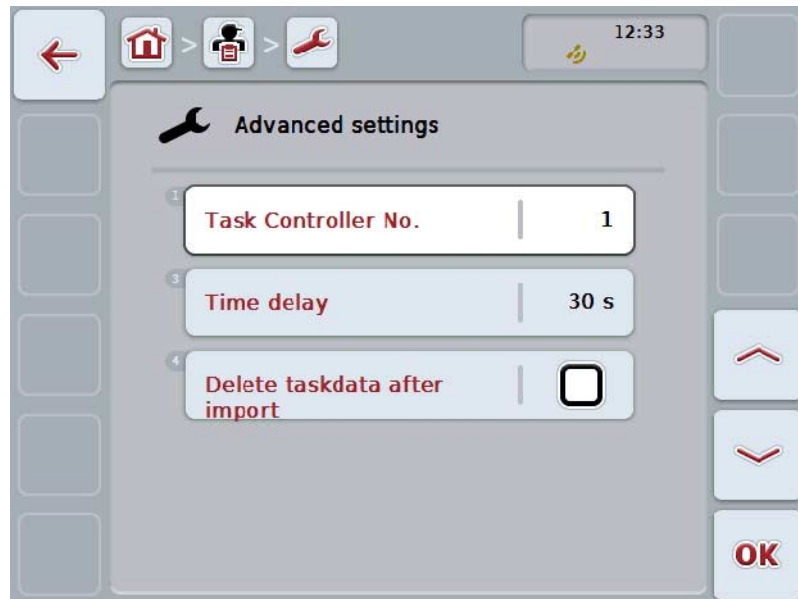 > >
12:33
Advanced settings
1
Task Controller No. 1
3
Time delay 30 s
4
Delete taskdata after
import
OK